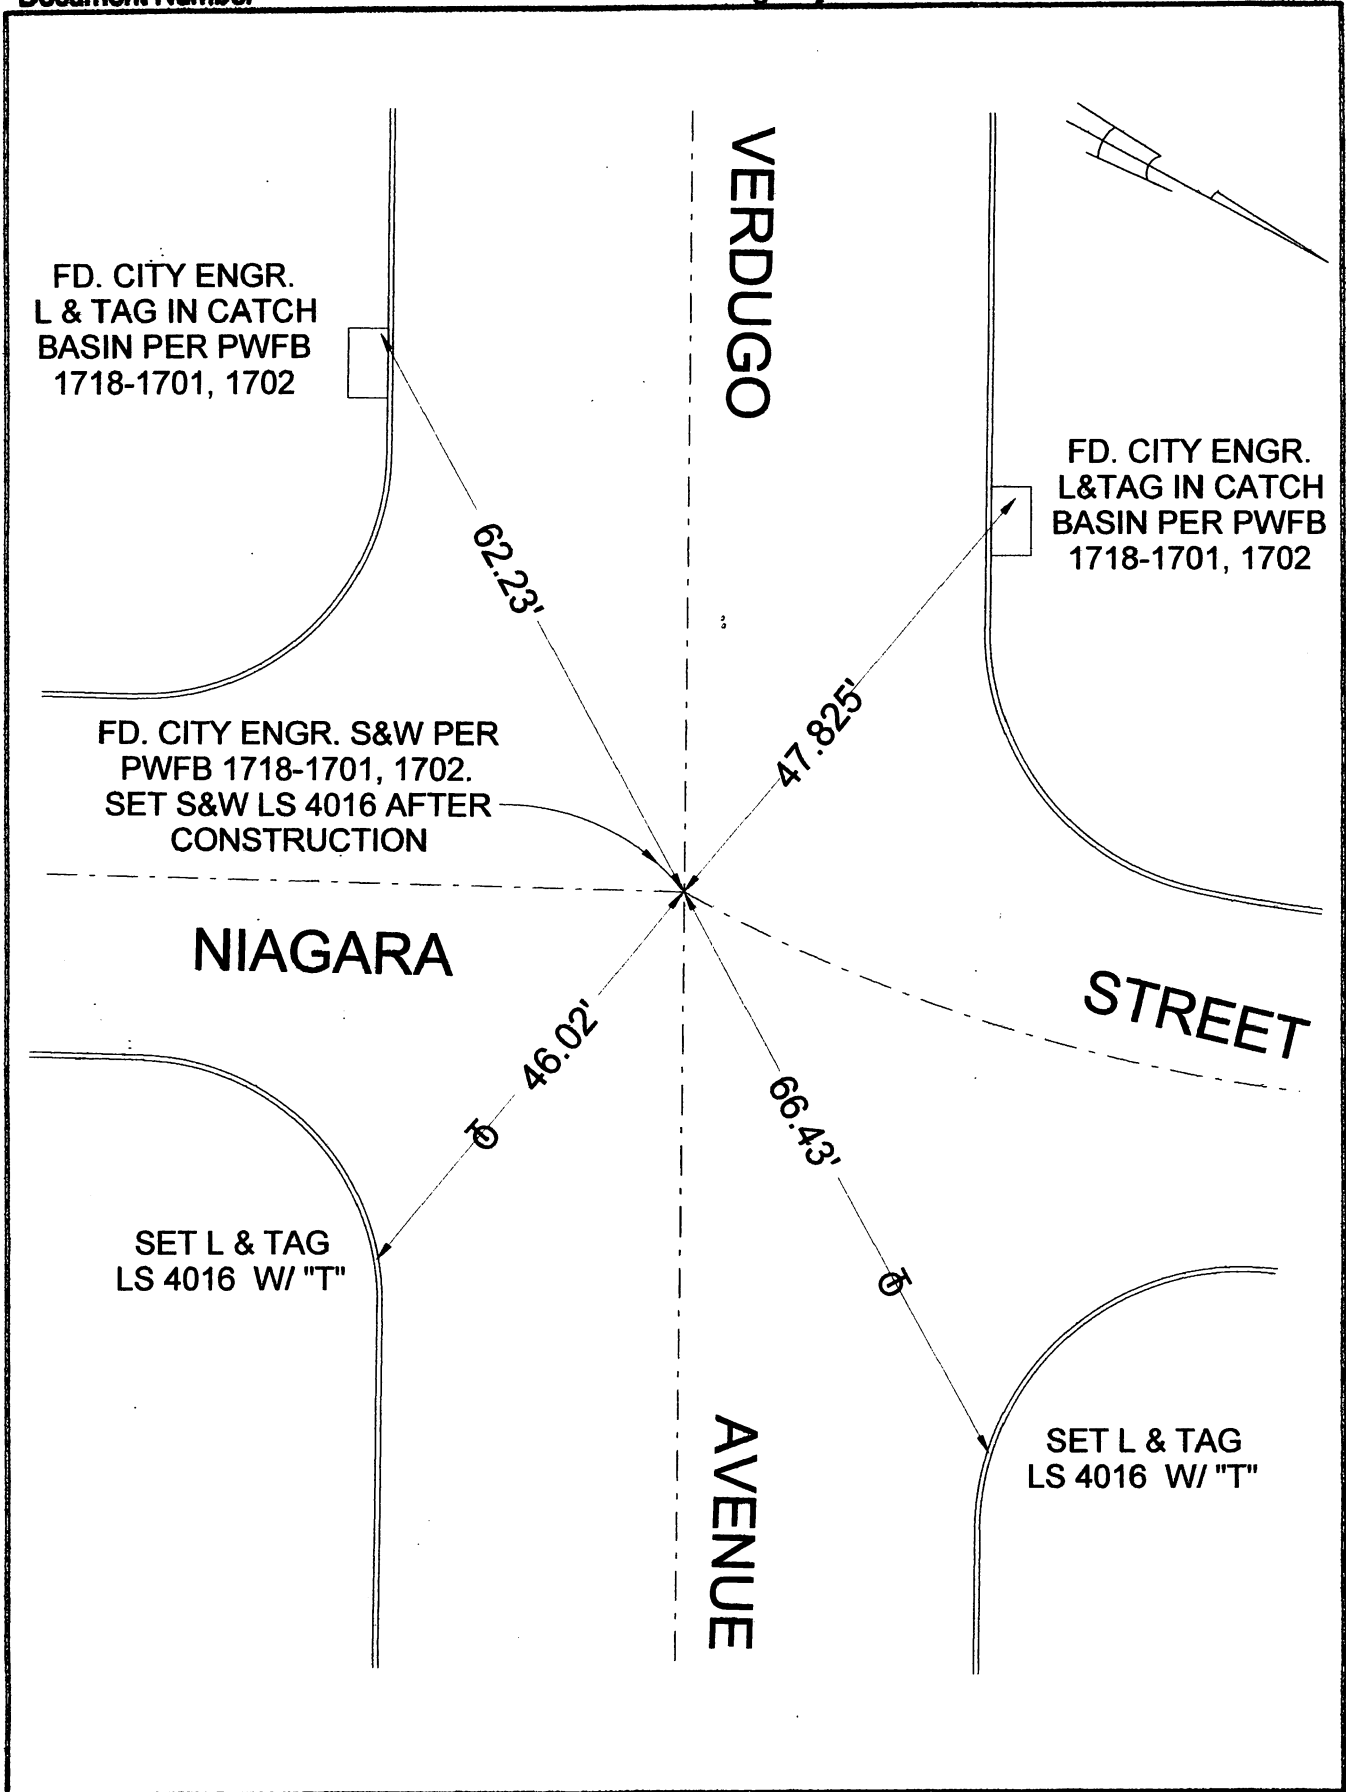 Document Number
VERDUGO
FD. CITY ENGR.
L & TAG IN CATCH
BASIN PER PWFB
1718-1701, 1702
FD. CITY ENGR.
L&TAG IN CATCH
BASIN PER PWFB
1718-1701, 1702
62.23'
47.825'
FD. CITY ENGR. S&W PER
PWFB 1718-1701, 1702.
SET S&W LS 4016 AFTER
CONSTRUCTION
NIAGARA
STREET
46.02'
66.43'
SET L & TAG
LS 4016 W/ "T"
AVENUE
SET L & TAG
LS 4016 W/ "T"